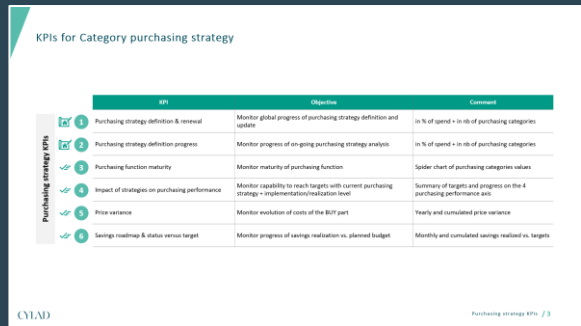 KPIs for Category purchasing strategy
KPI Objective Comment
Purchasing strategy KPIs
1 Purchasing strategy definition & renewal Monitor global progress of purchasing strategy definition and in % of spend + in nb of purchasing categories
update
2 Purchasing strategy definition progress Monitor progress of on-going purchasing strategy analysis in % of spend + in nb of purchasing categories
3 Purchasing function maturity Monitor maturity of purchasing function Spider chart of purchasing categories values
4 Impact of strategies on purchasing performance Monitor capability to reach targets with current purchasing Summary of targets and progress on the 4
strategy + implementation/realization level purchasing performance axis
5 Price variance Monitor evolution of costs of the BUY part Yearly and cumulated price variance
6 Savings roadmap & status versus target Monitor progress of savings realization vs. planned budget Monthly and cumulated savings realized vs. targets
CYLAD
Purchasing strategy KPIs / 3